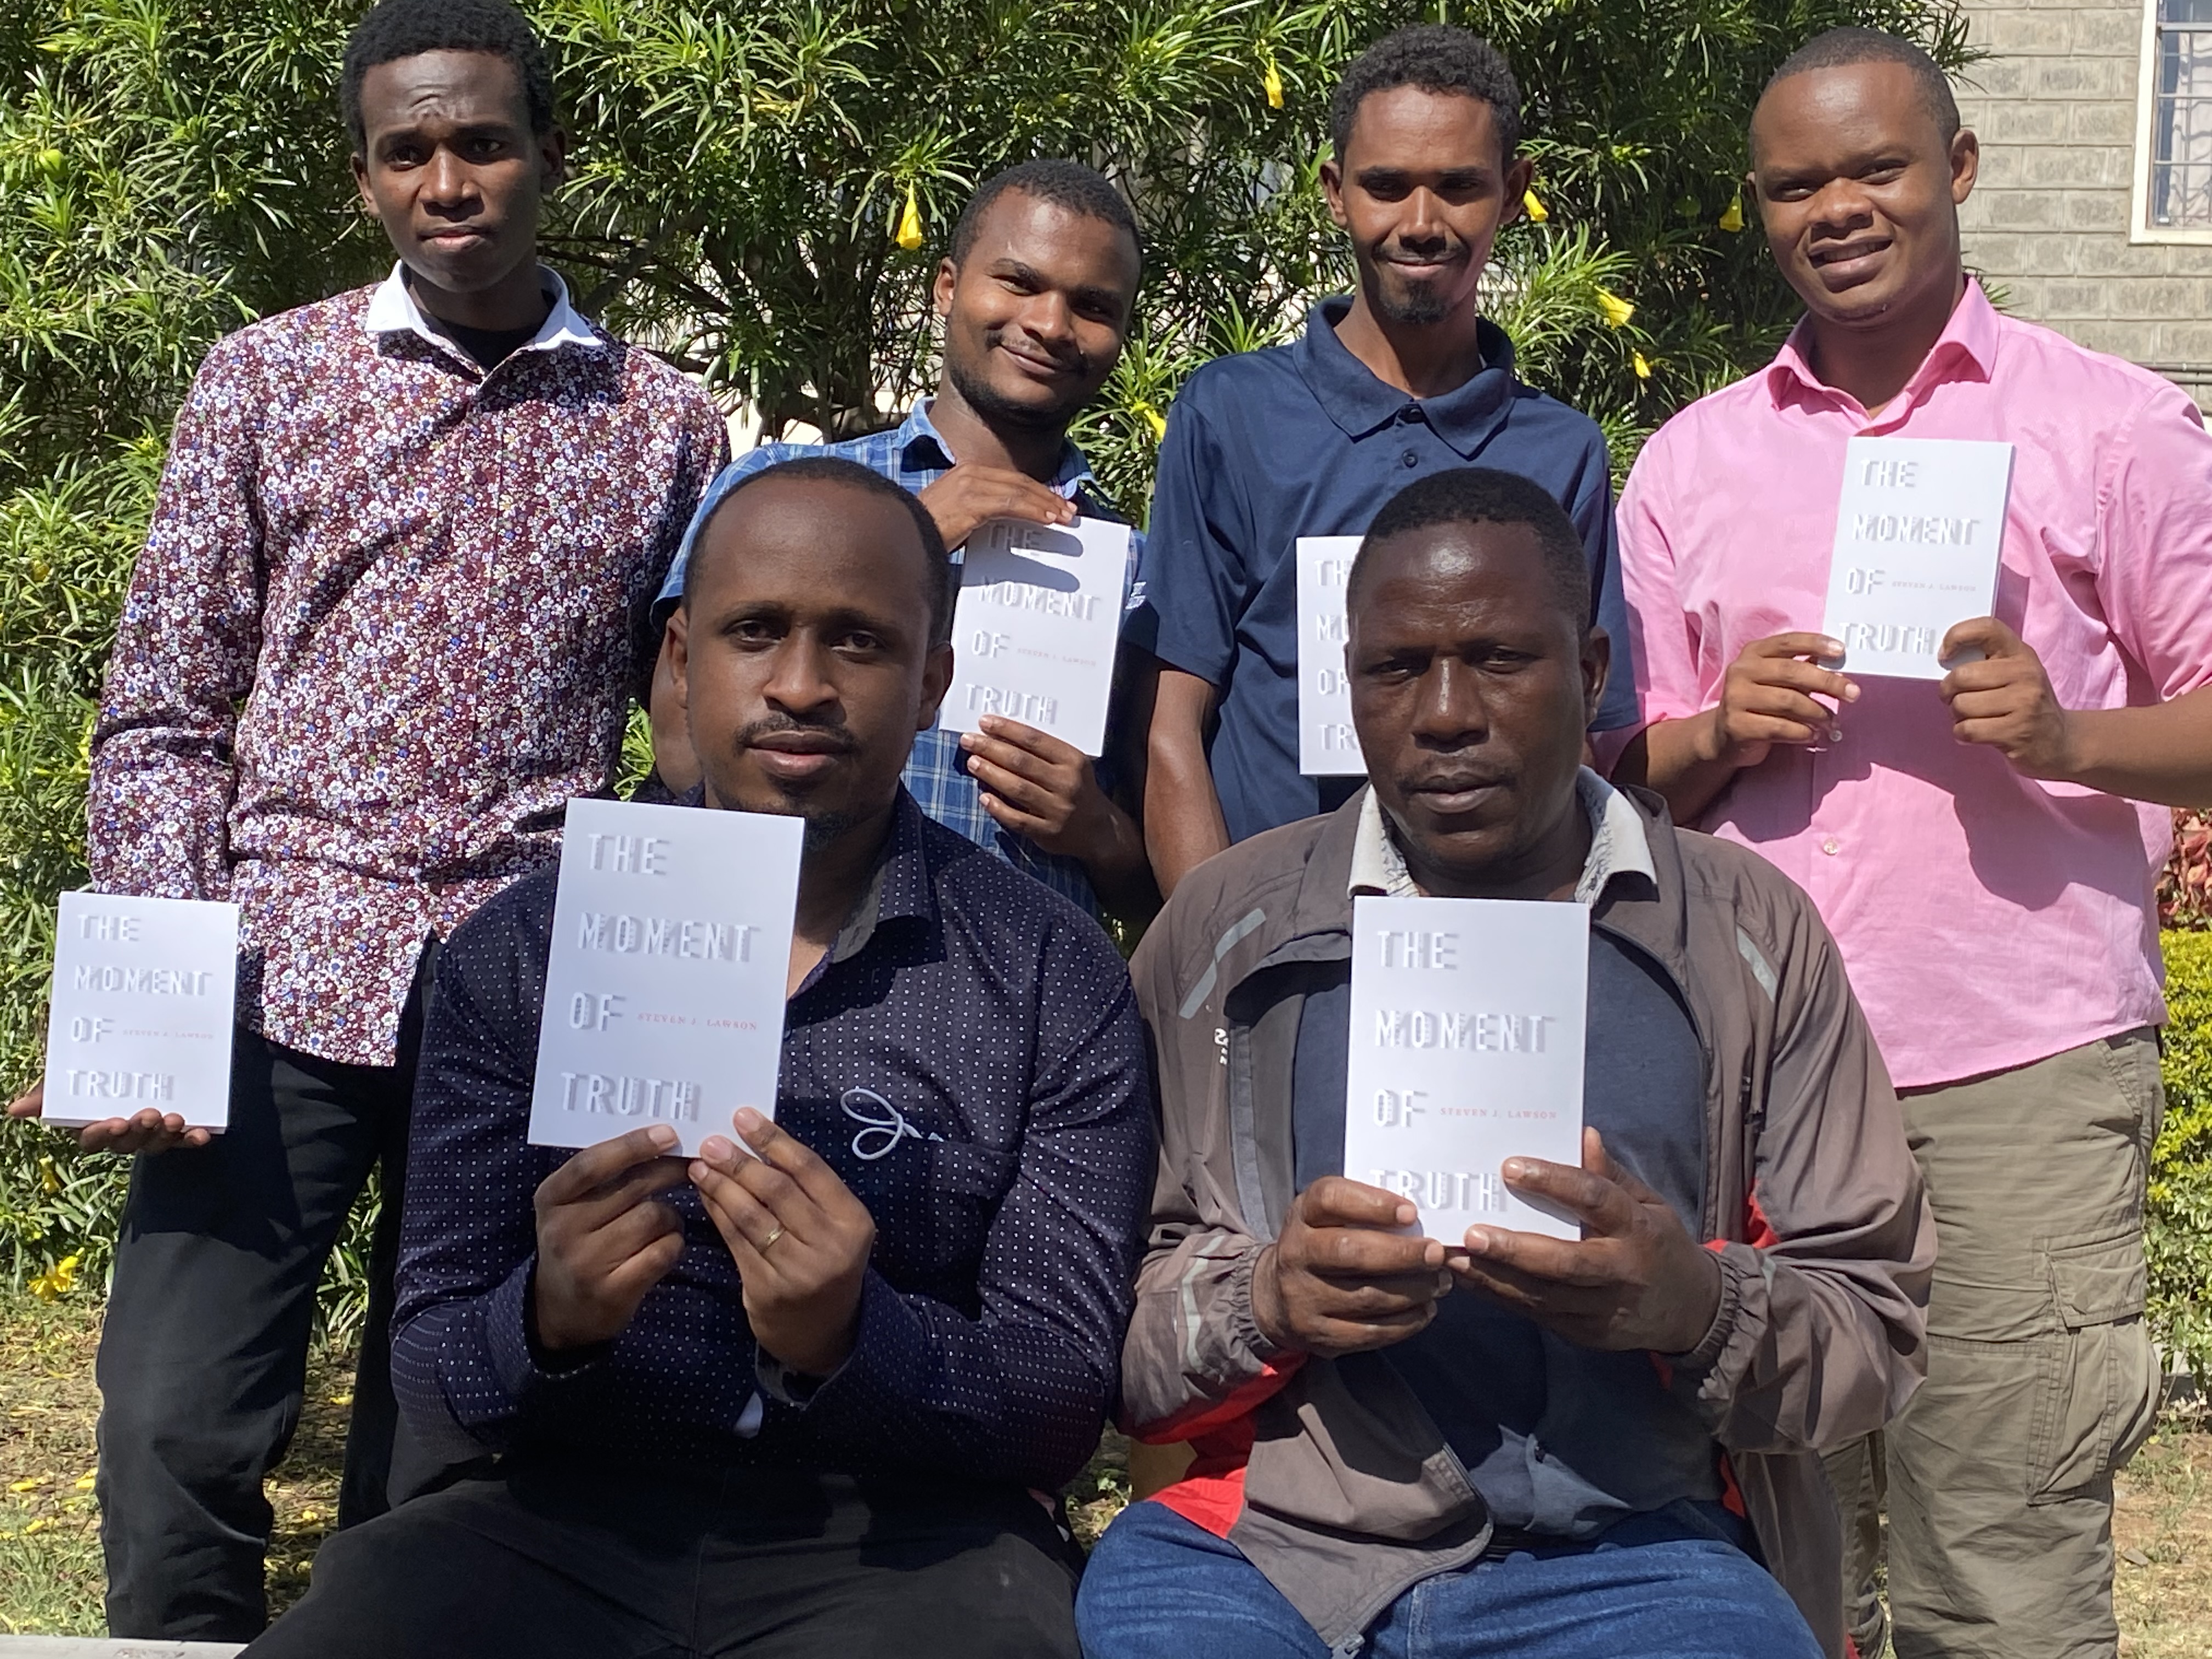 THE
MOMENT
OF
STEVEN J. LAWSON
TRUTH
THE
MOMENT
OF
TR
THE
MOMENT
OF STEVEN J. LAWSON
TRUTH
THE
MOMENT
OF STEVEN J. LAWSON
TRUTH
THE
MOMENT
OF STEVEN J. LAWSON
TRUTH
THE
MOMENT
OF STEVEN J. LAWSON
TRUTH